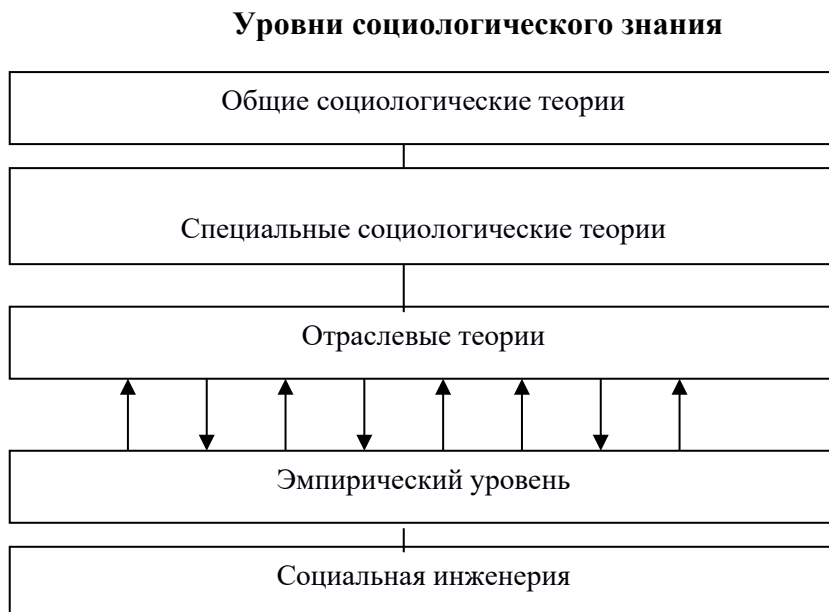 Уровни социологического знания
Общие социологические теории
Специальные социологические теории
Отраслевые теории
Эмпирический уровень
Социальная инженерия